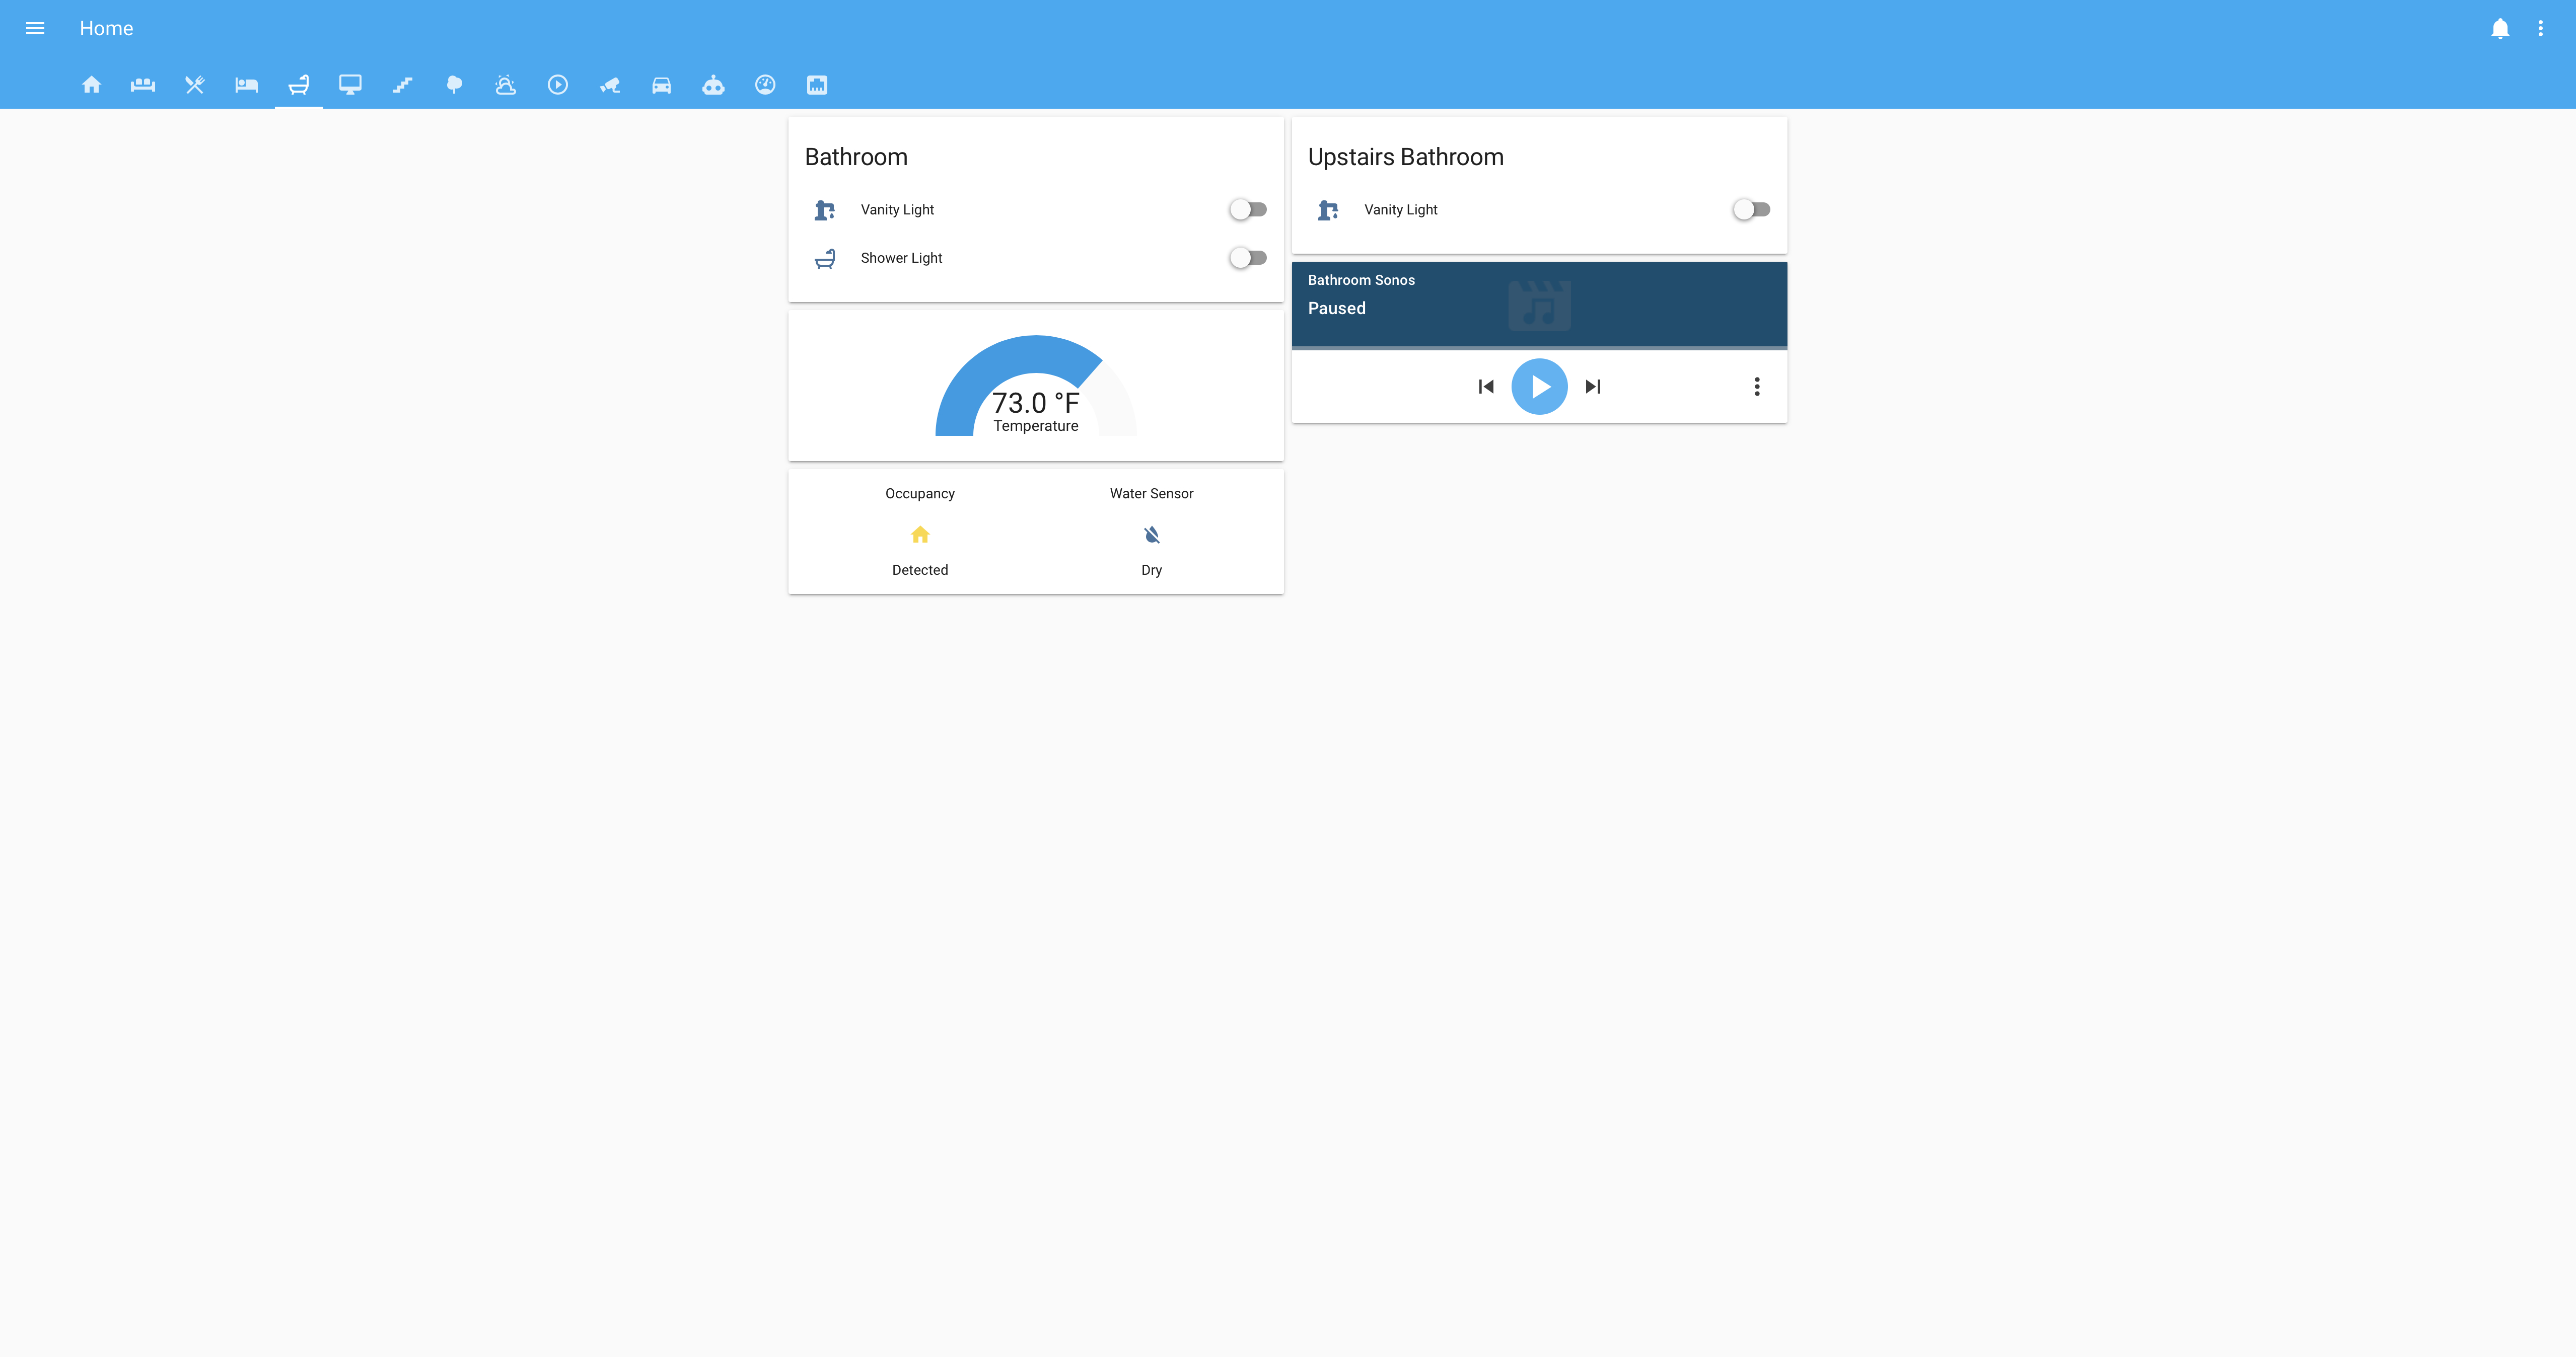 Home
Bathroom
Vanity Light
Shower Light
73.0 °F
Temperature
Occupancy
Water Sensor
Detected
Dry
Upstairs Bathroom
Vanity Light
Bathroom Sonos
Paused